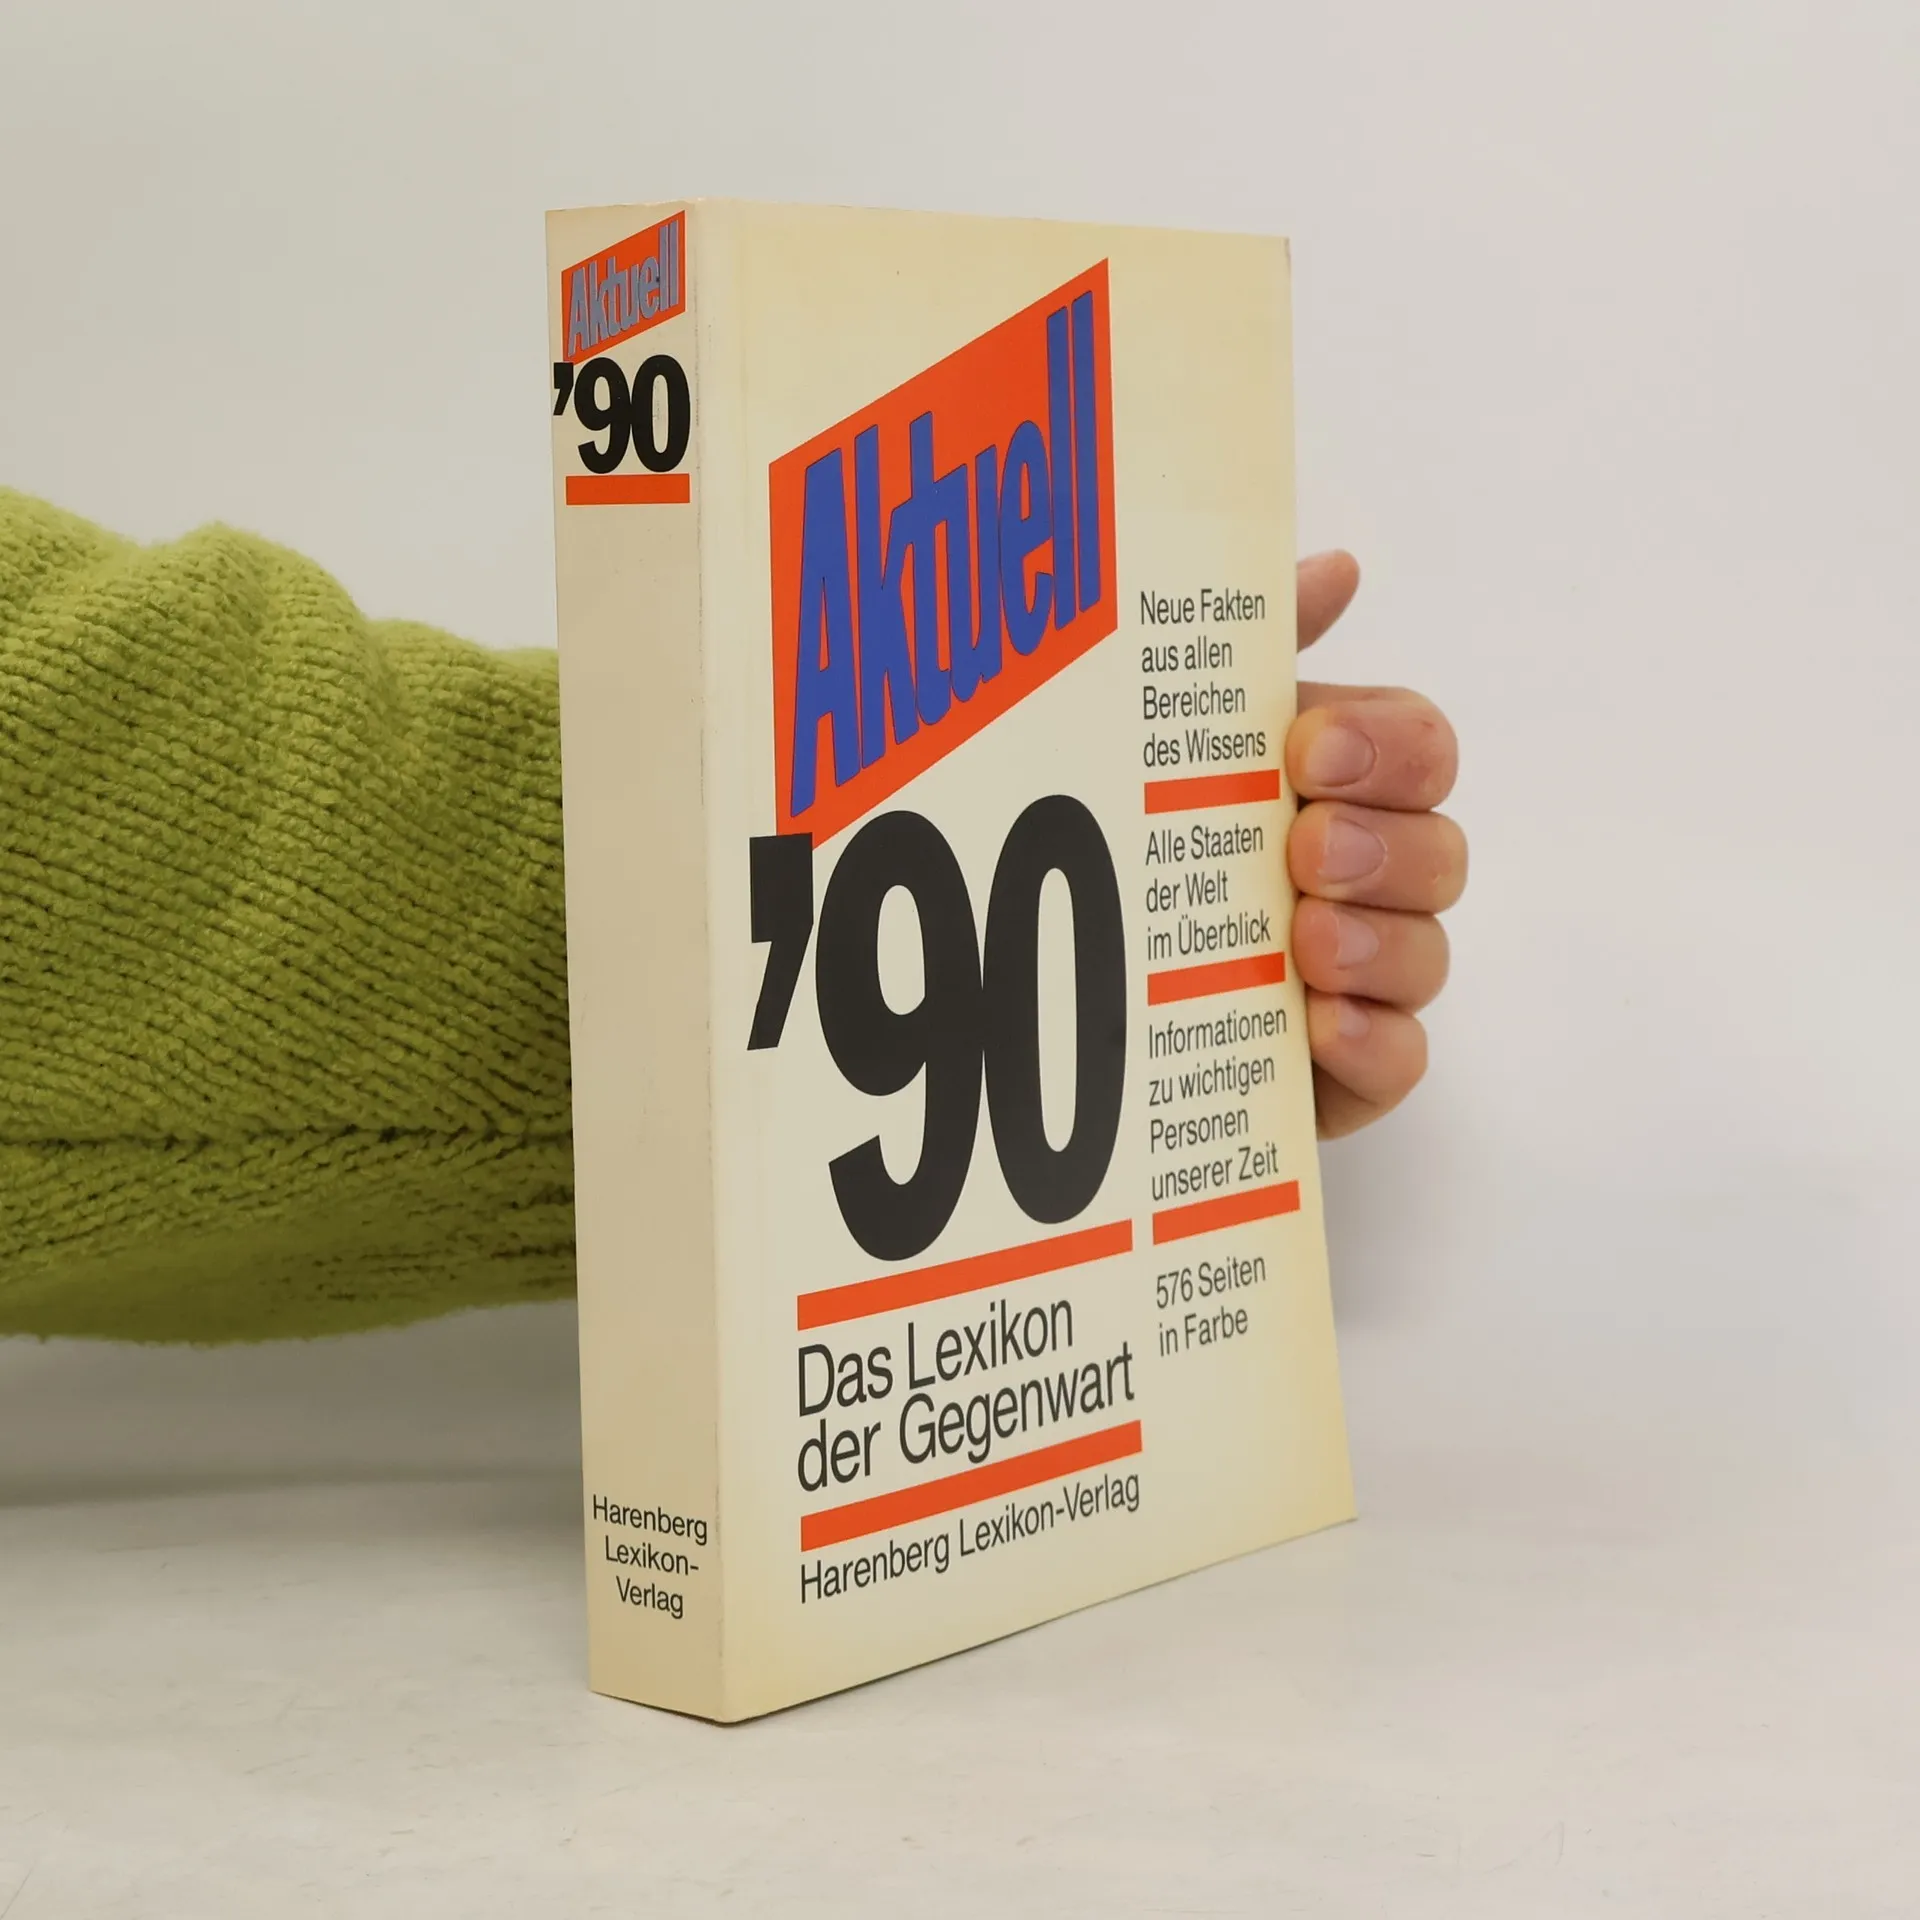 Aktuell
’90
Harenberg
Lexikon-
Verlag
Aktuell
’90
Das Lexikon
der Gegenwart
Harenberg Lexikon-Verlag
Neue Fakten
aus allen
Bereichen
des Wissens
Alle Staaten
der Welt
im Überblick
Informationen
zu wichtigen
Personen
unserer Zeit
576 Seiten
in Farbe